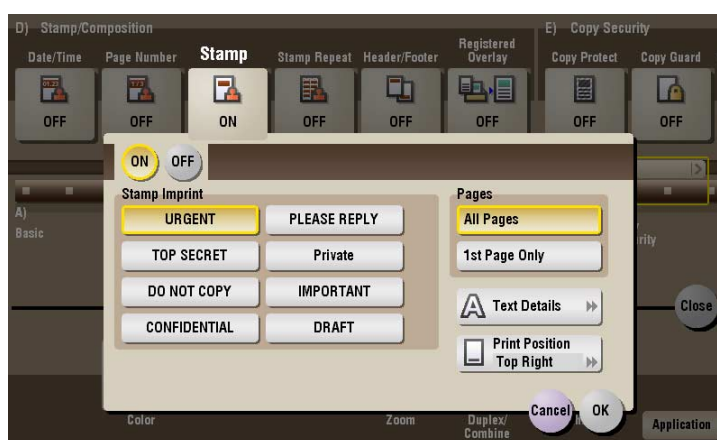 D) Stamp/Composition
E) Copy Security
Date/Time
Page Number
Stamp
Stamp Repeat
Header/Footer
Registered
Overlay
Copy Protect
Copy Guard
OFF
OFF
ON
OFF
OFF
OFF
OFF
OFF
ON
OFF
Stamp Imprint
Pages
URGENT
PLEASE REPLY
All Pages
TOP SECRET
Private
1st Page Only
DO NOT COPY
IMPORTANT
Text Details
CONFIDENTIAL
DRAFT
Print Position
Top Right
A)
Basic
Close
Cancel
OK
Color
Zoom
Duplex/
Combine
Application